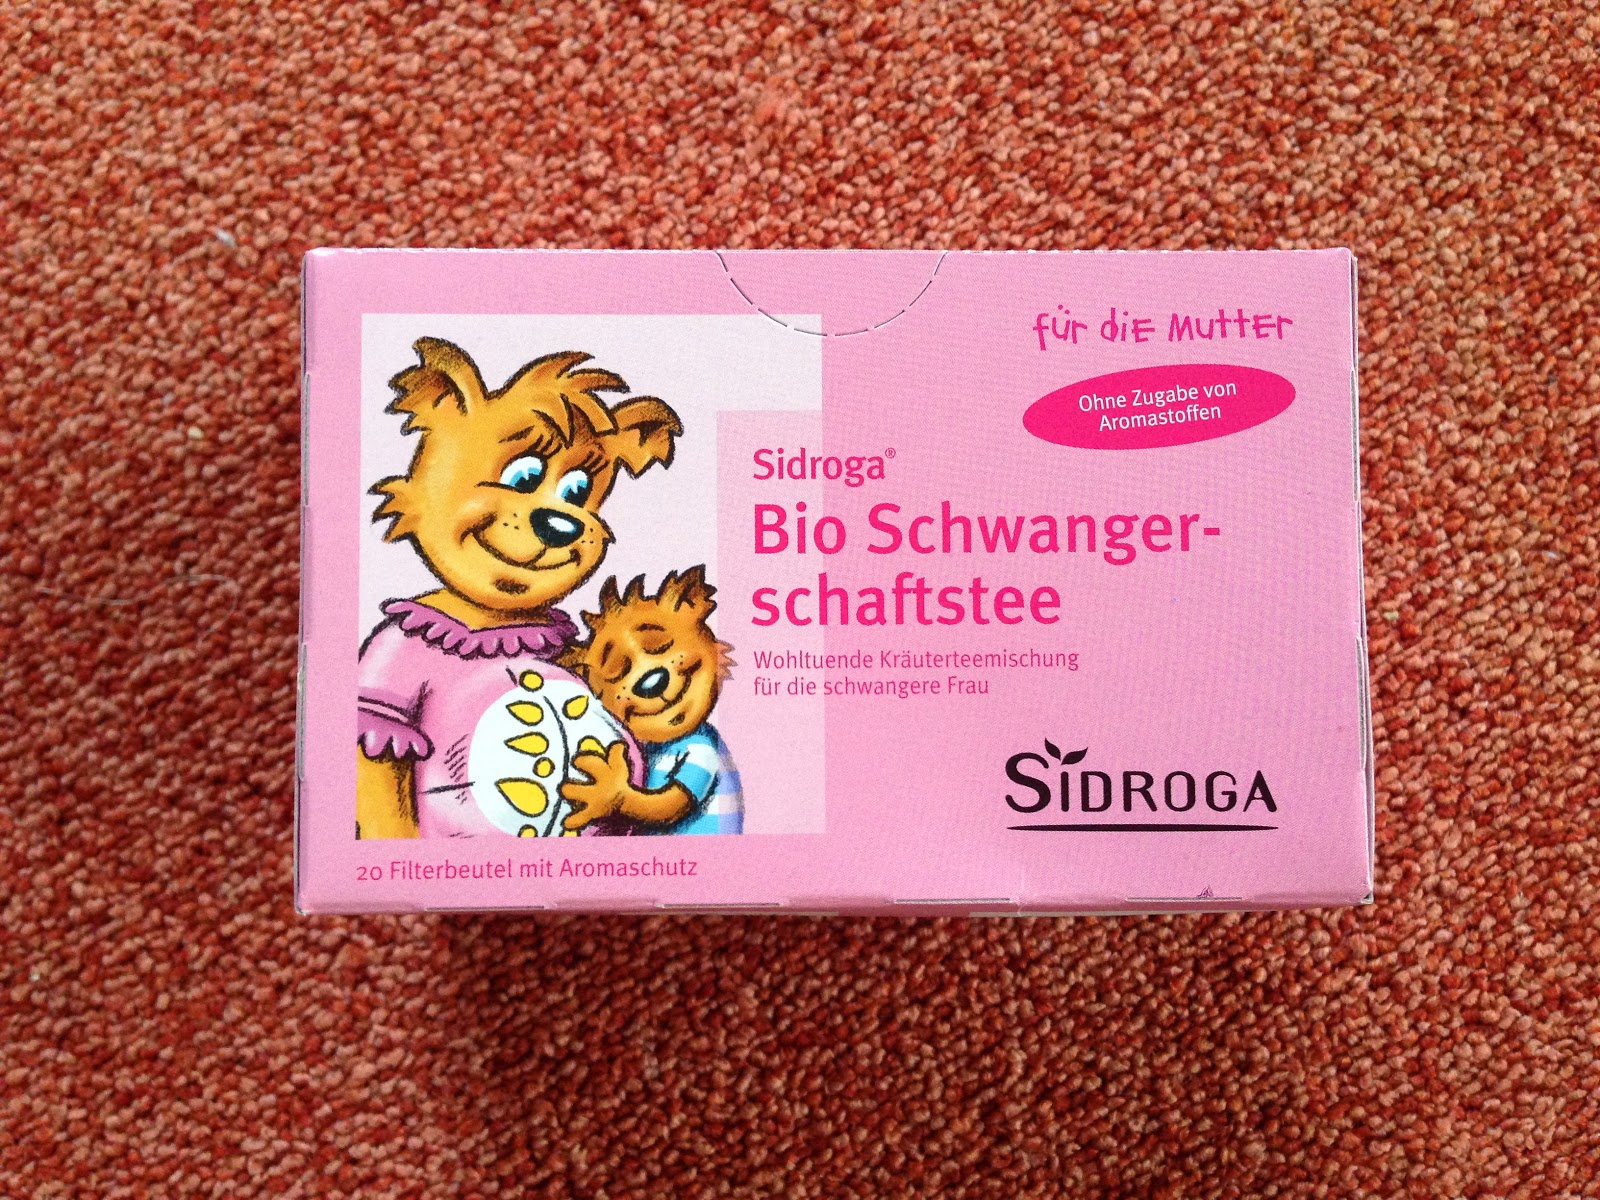 für die Mutter
Ohne Zugabe von
Aromastoffen
Sidroga®
Bio Schwanger-
schaftstee
Wohltuende Kräuterteemischung
für die schwangere Frau
SIDROGA
20 Filterbeutel mit Aromaschutz